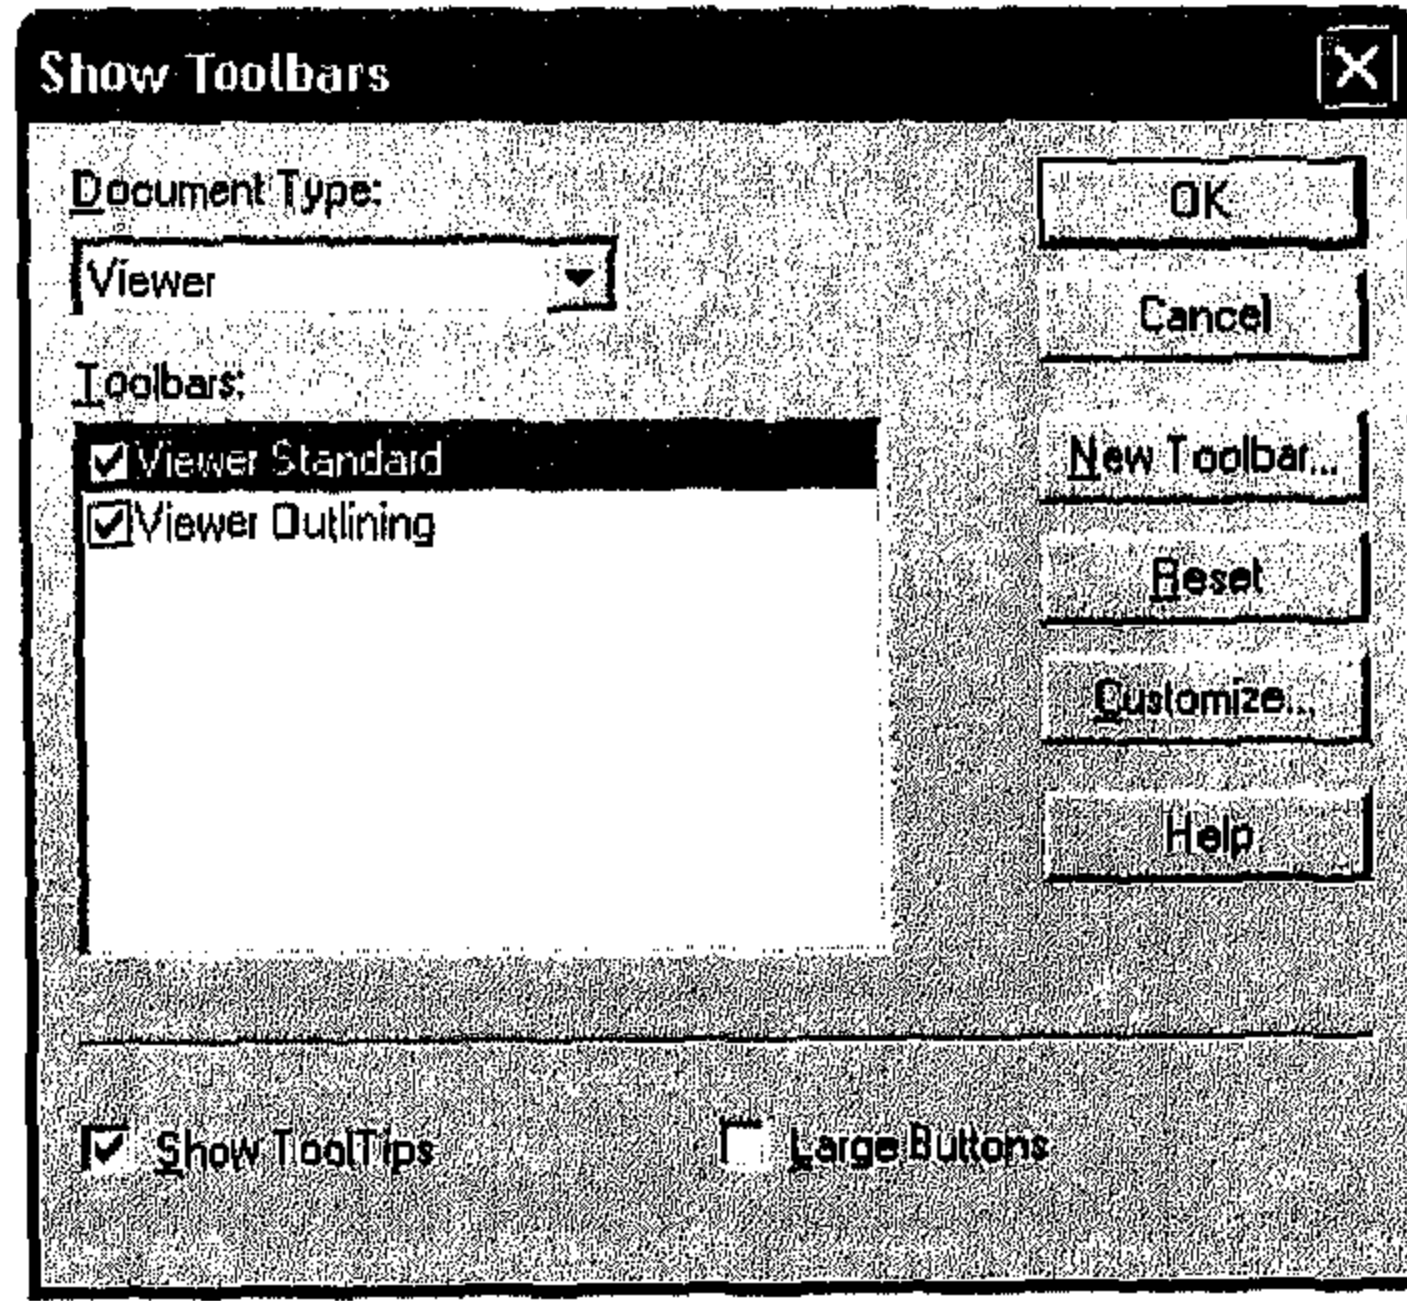 Show Toolbars
Document Type:
Viewer
Toolbars:
Viewer Standard
Viewer Outlining
OK
Cancel
New Toolbar...
Reset
Customize...
Help
Show ToolTips
Large Buttons